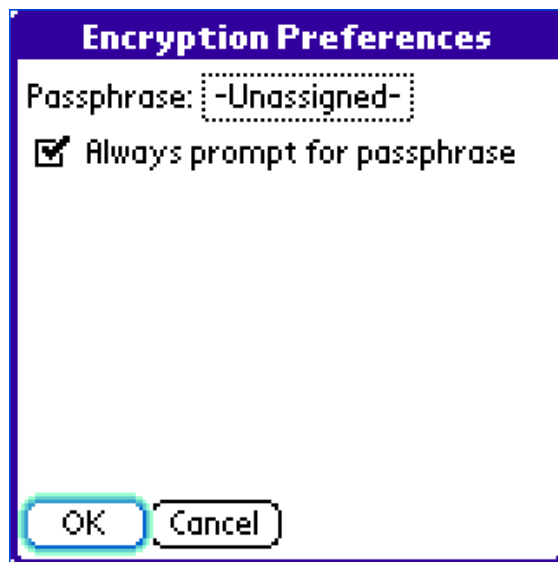 Encryption Preferences
Passphrase: -Unassigned-
Always prompt for passphrase
OK Cancel